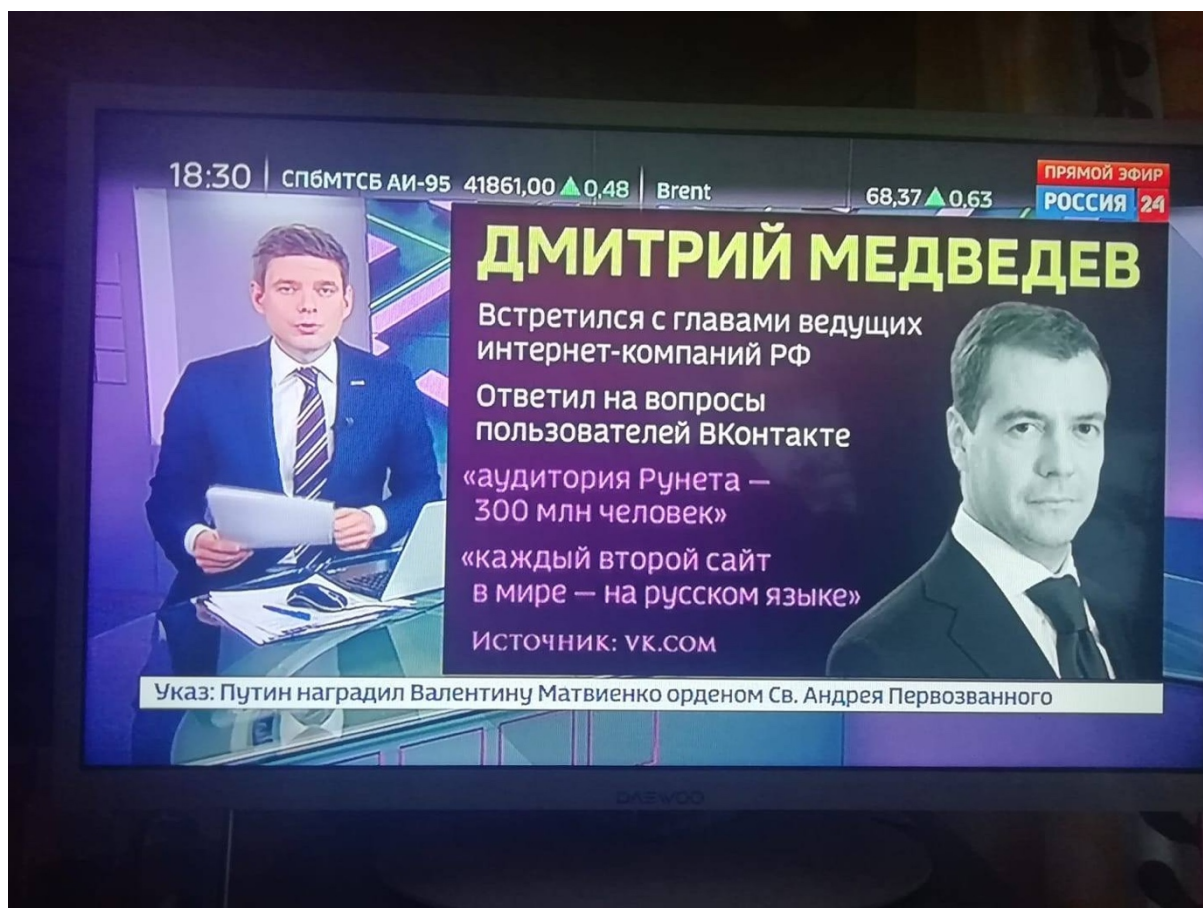 18:30 СПбМТСБ АИ-95 41861,00 ▲ 0,48 Brent 68,37 ▲ 0,63
ПРЯМОЙ ЭФИР
РОССИЯ 24
ДМИТРИЙ МЕДВЕДЕВ
Встретился с главами ведущих
интернет-компаний РФ
Ответил на вопросы
пользователей ВКонтакте
«аудитория Рунета —
300 млн человек»
«каждый второй сайт
в мире — на русском языке»
Источник: vk.com
Указ: Путин наградил Валентину Матвиенко орденом Св. Андрея Первозванного
DAEWOO